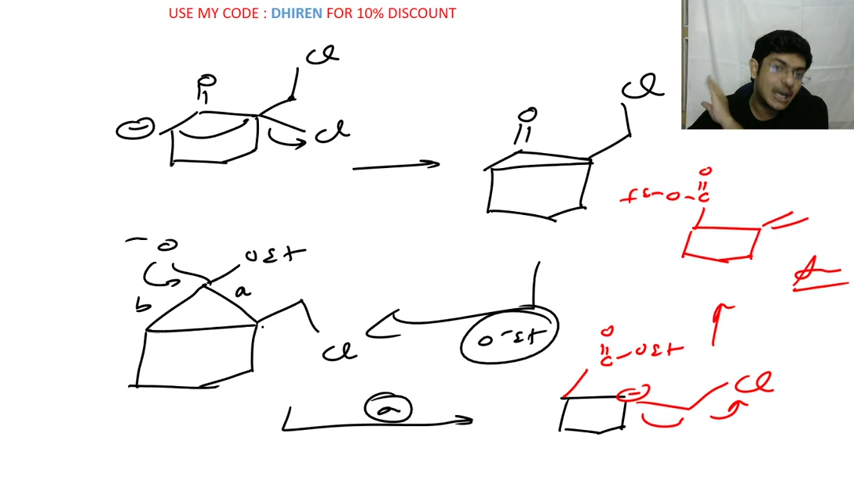 USE MY CODE : DHIREN FOR 10% DISCOUNT
Cl
O
Cl
⊖
Cl
O
O
Et-O-C
-O
OEt
b
a
Cl
O-Et
O
C-OEt
Cl
a
⊖
A